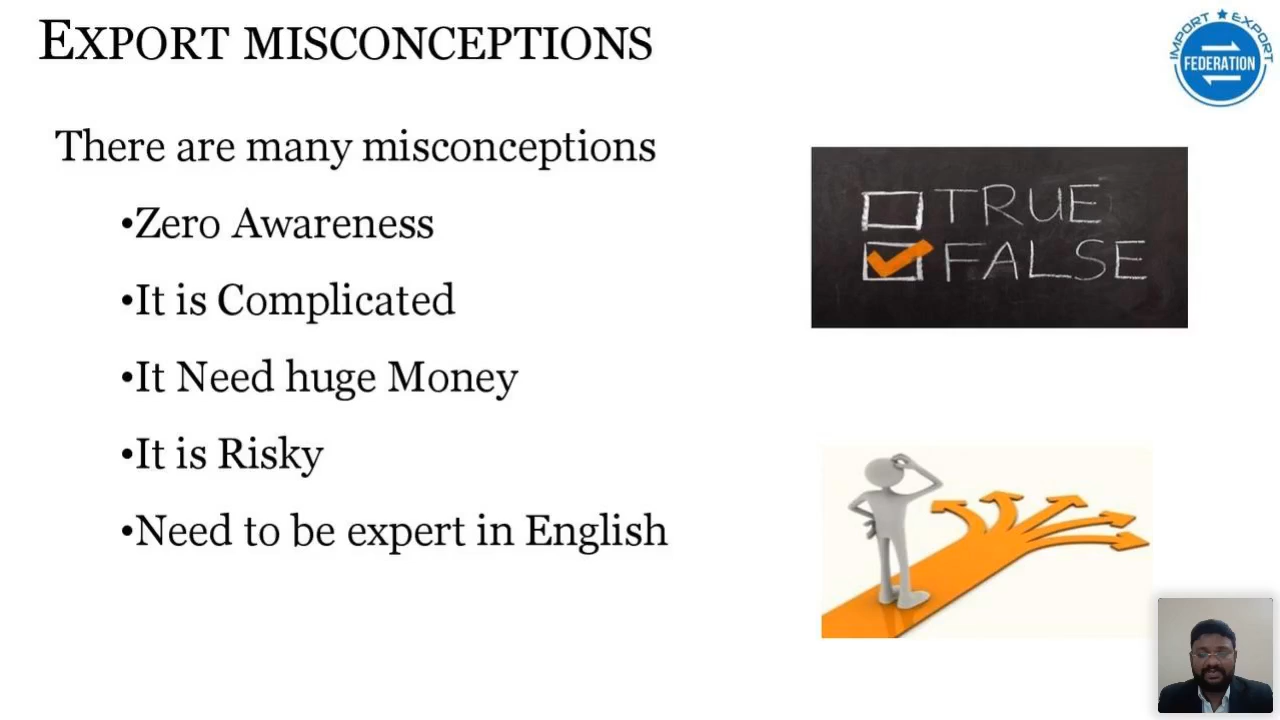 EXPORT MISCONCEPTIONS
IMPORT ★ EXPORT
FEDERATION
There are many misconceptions
•Zero Awareness
•It is Complicated
•It Need huge Money
•It is Risky
•Need to be expert in English
TRUE
FALSE